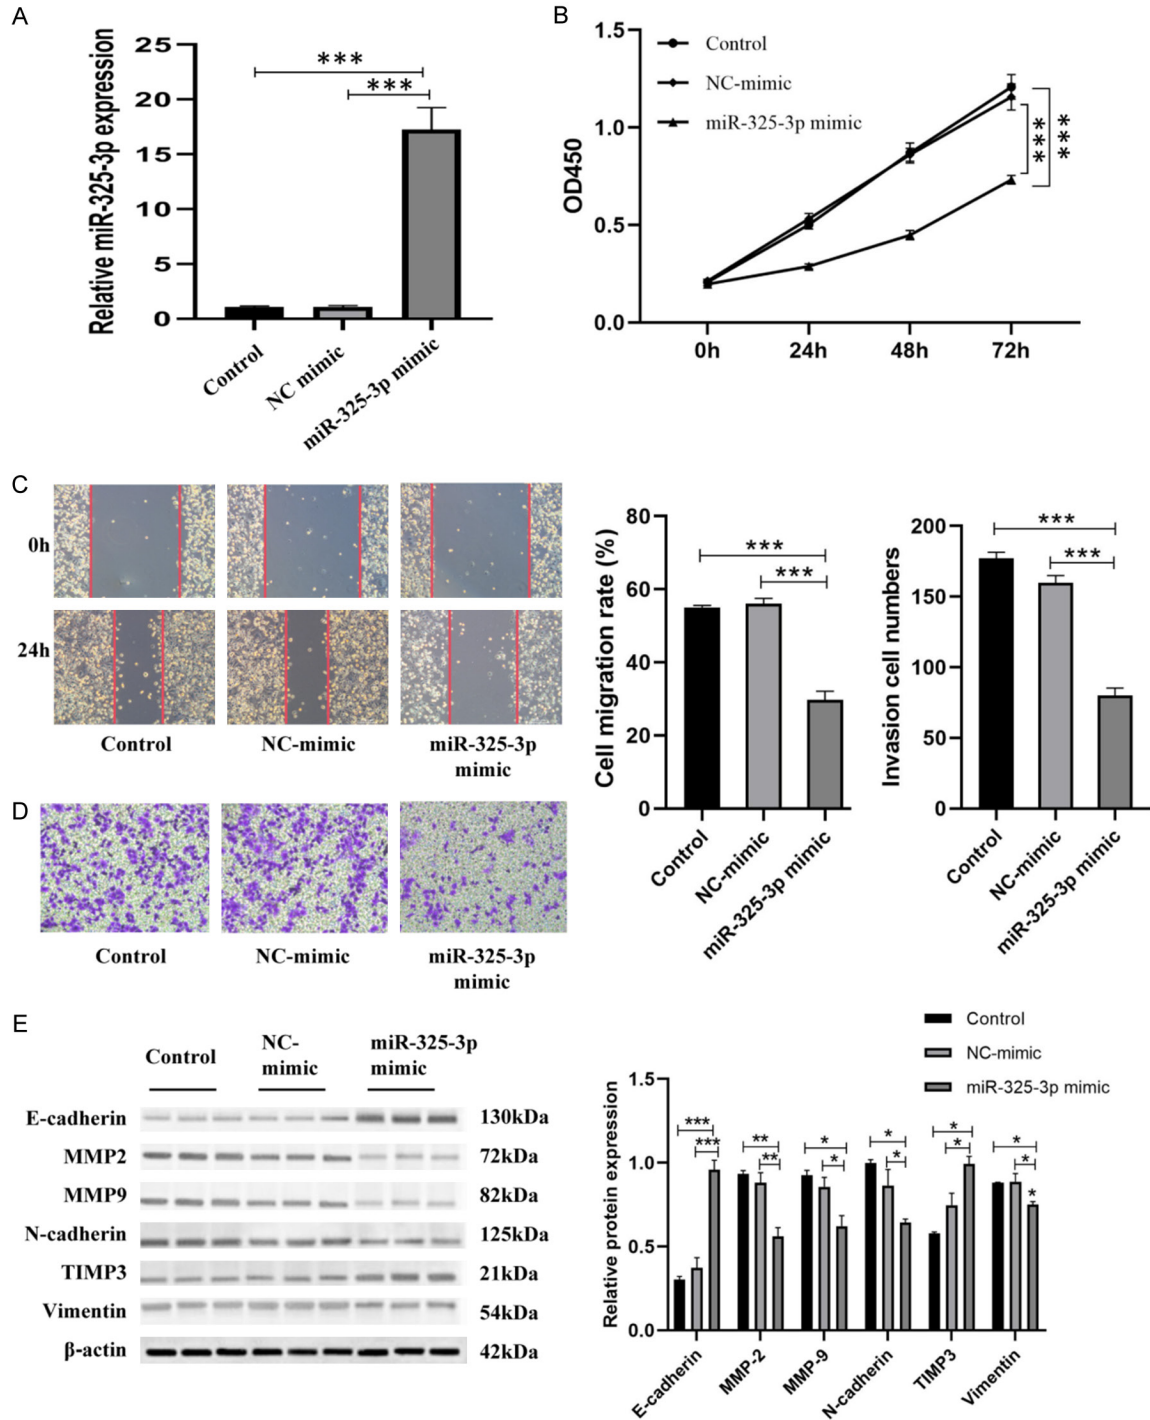 A
Relative miR-325-3p expression
25
20
15
10
5
0
***
***
Control
NC mimic
miR-325-3p mimic
B
OD450
1.5
1.0
0.5
0.0
Control
NC-mimic
miR-325-3p mimic
***
***
0h
24h
48h
72h
C
0h
24h
Control
NC-mimic
miR-325-3p
mimic
Cell migration rate (%)
80
60
40
20
0
***
***
Control
NC-mimic
miR-325-3p mimic
Invasion cell numbers
200
150
100
50
0
***
***
Control
NC-mimic
miR-325-3p mimic
D
Control
NC-mimic
miR-325-3p
mimic
E
Control
NC-
mimic
miR-325-3p
mimic
E-cadherin 130kDa
MMP2 72kDa
MMP9 82kDa
N-cadherin 125kDa
TIMP3 21kDa
Vimentin 54kDa
β-actin 42kDa
Control
NC-mimic
miR-325-3p mimic
Relative protein expression
1.5
1.0
0.5
0.0
***
***
**
**
*
*
*
*
*
*
*
*
*
E-cadherin
MMP-2
MMP-9
N-cadherin
TIMP3
Vimentin